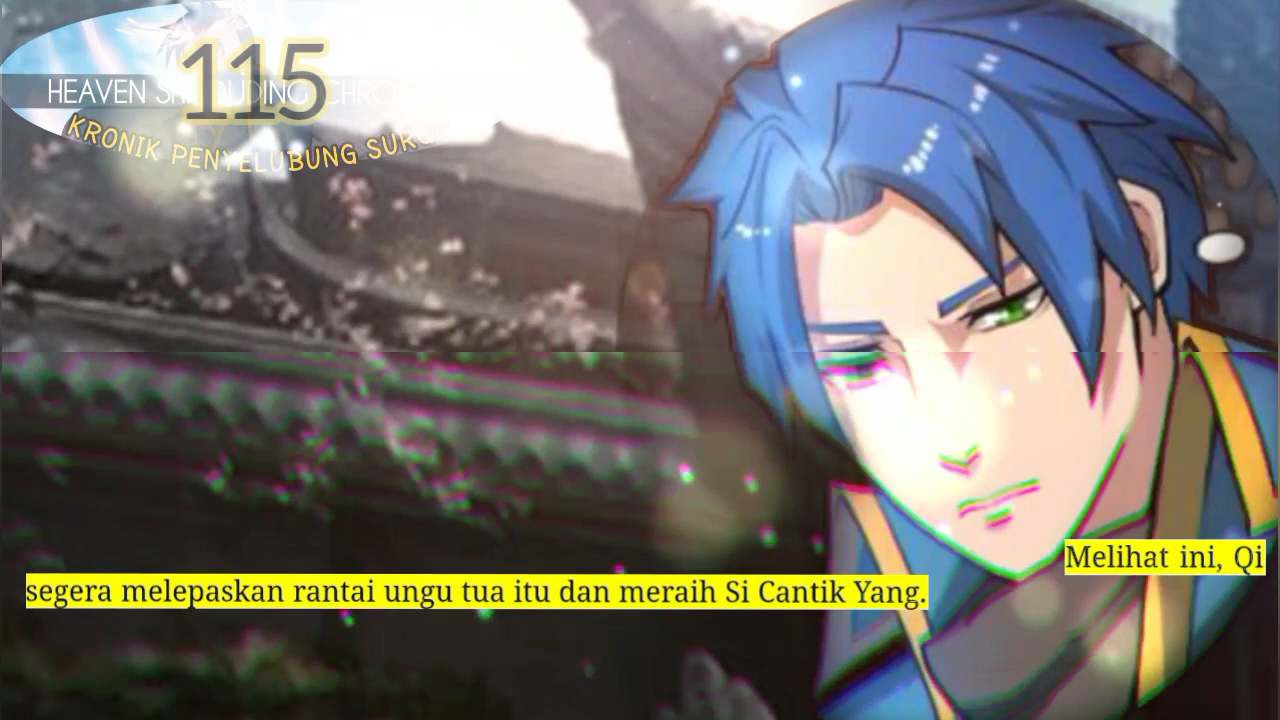 115
HEAVEN
KRONIK PENYELUBUNG
Melihat ini, Qi
segera melepaskan rantai ungu tua itu dan meraih Si Cantik Yang.